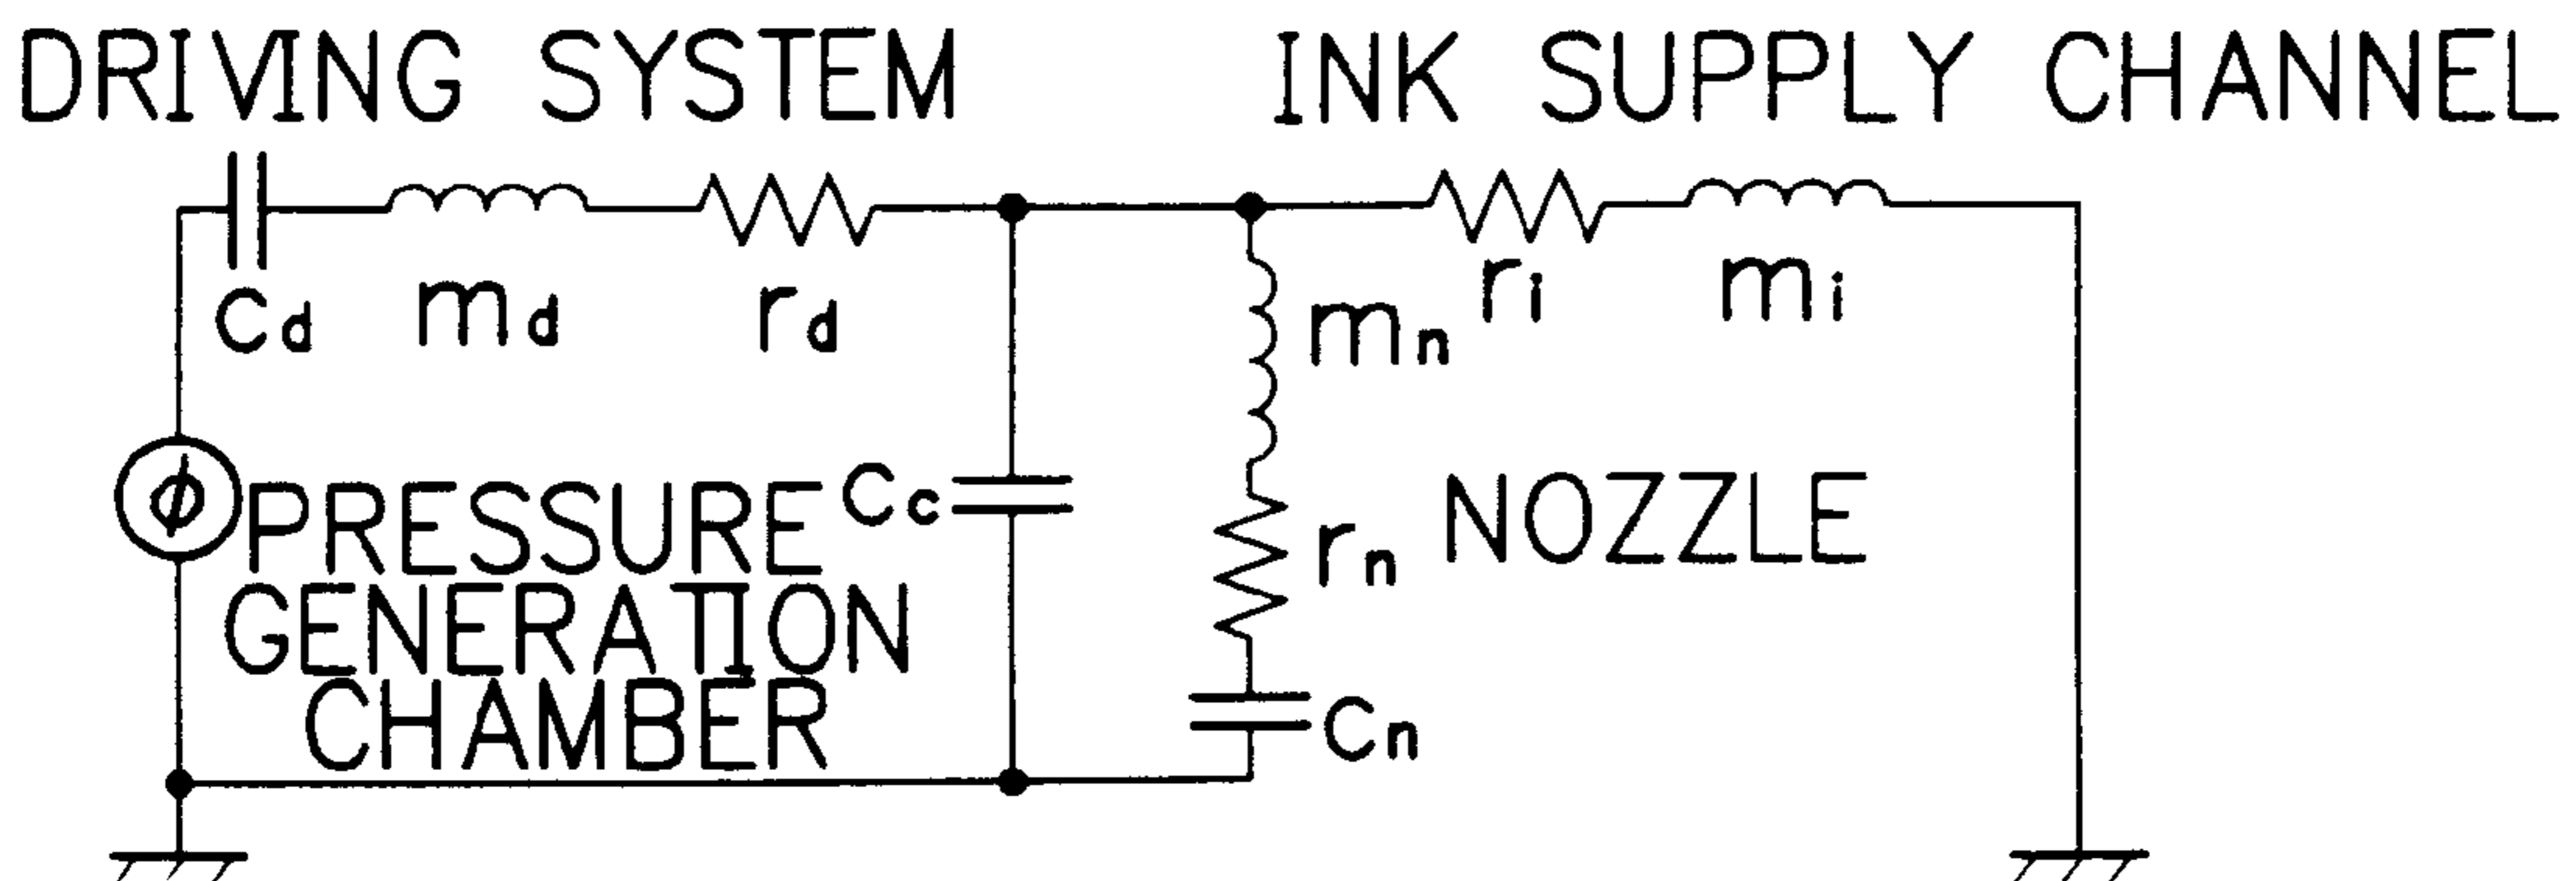 DRIVING SYSTEM
INK SUPPLY CHANNEL
Cd
md
rd
ri
mi
mn
ϕ
PRESSURE
GENERATION
CHAMBER
Cc
rn
NOZZLE
Cn